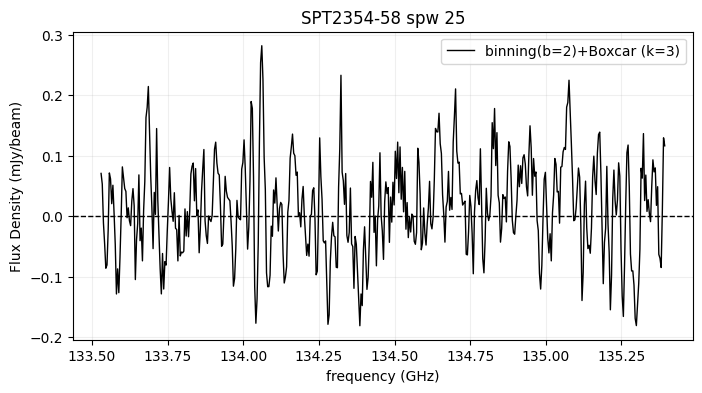 SPT2354-58 spw 25
binning(b=2)+Boxcar (k=3)
Flux Density (mJy/beam)
0.3
0.2
0.1
0.0
−0.1
−0.2
133.50 133.75 134.00 134.25 134.50 134.75 135.00 135.25
frequency (GHz)